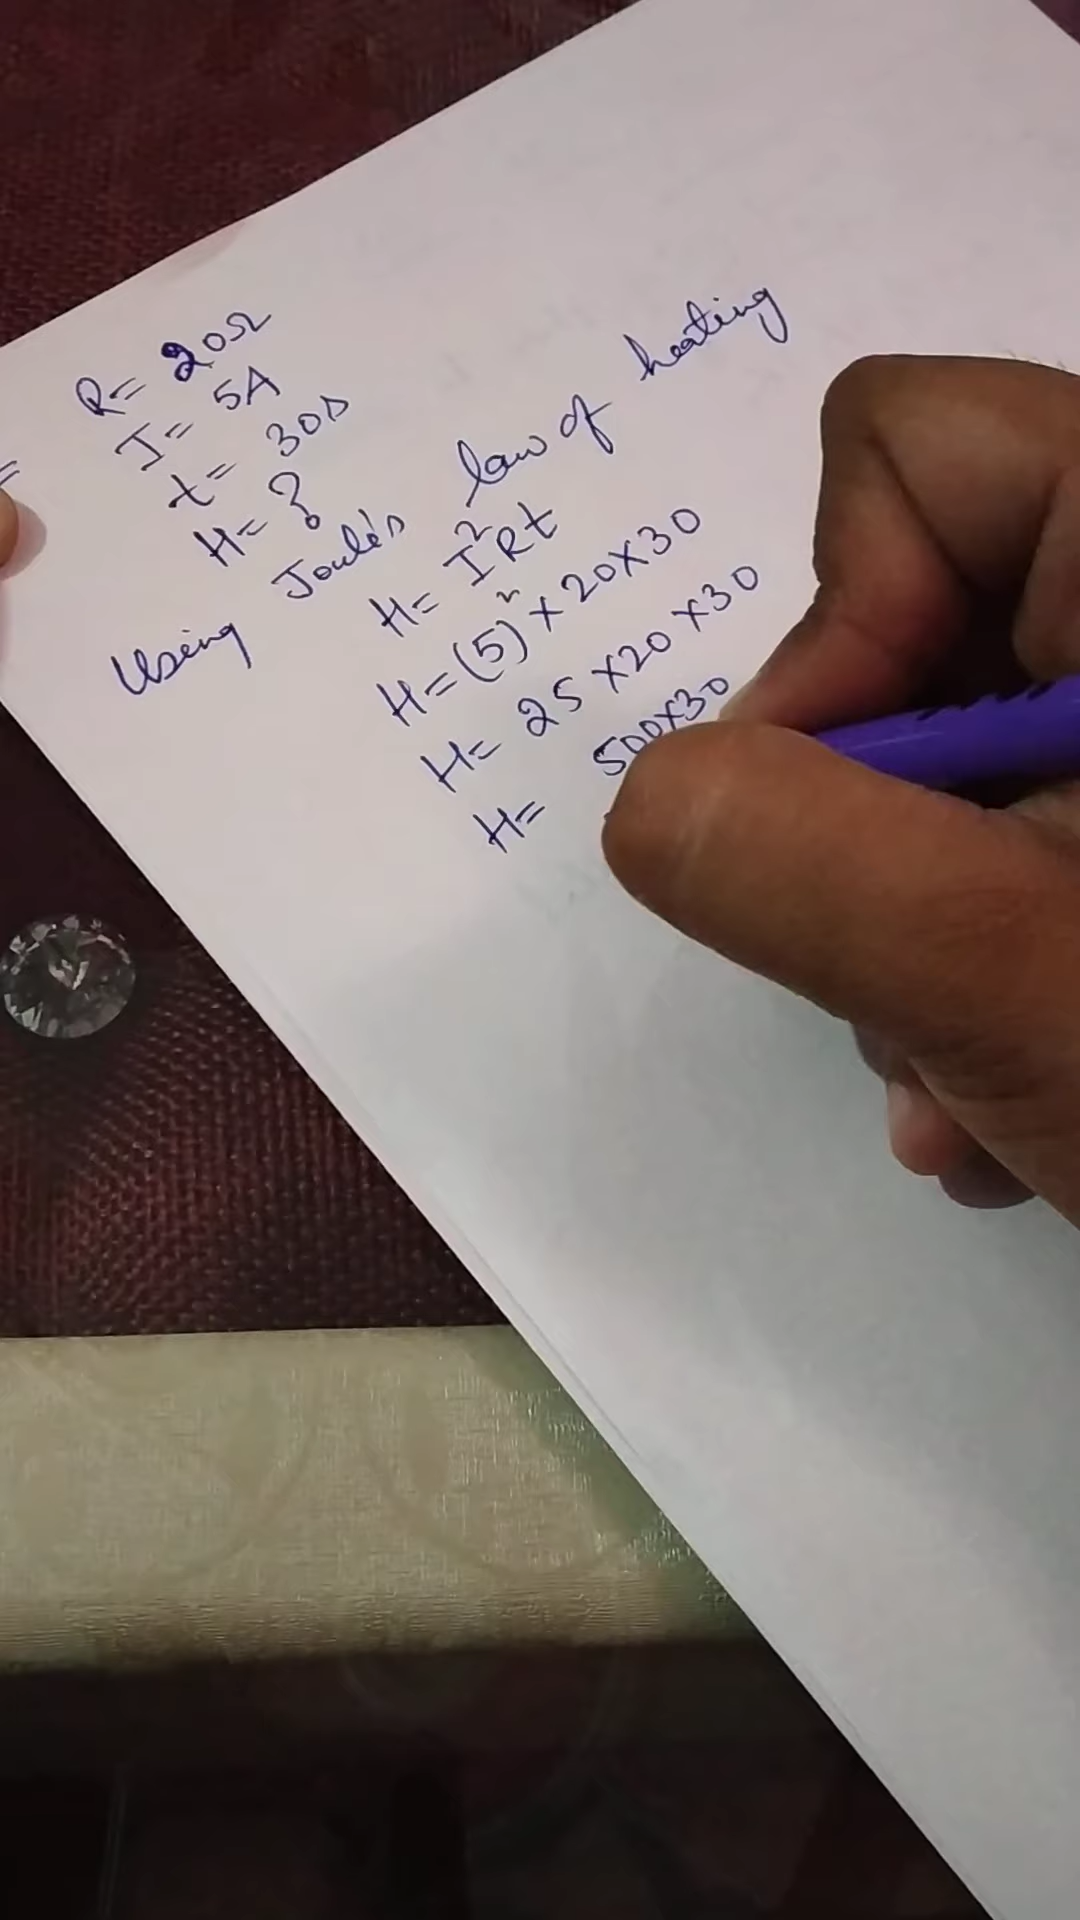 R= 20Ω
I= 5A
t= 30s
H= ?
Using Joule's law of heating
H= I²Rt
H= (5)² × 20 × 30
H= 25 × 20 × 30
H= 500×30